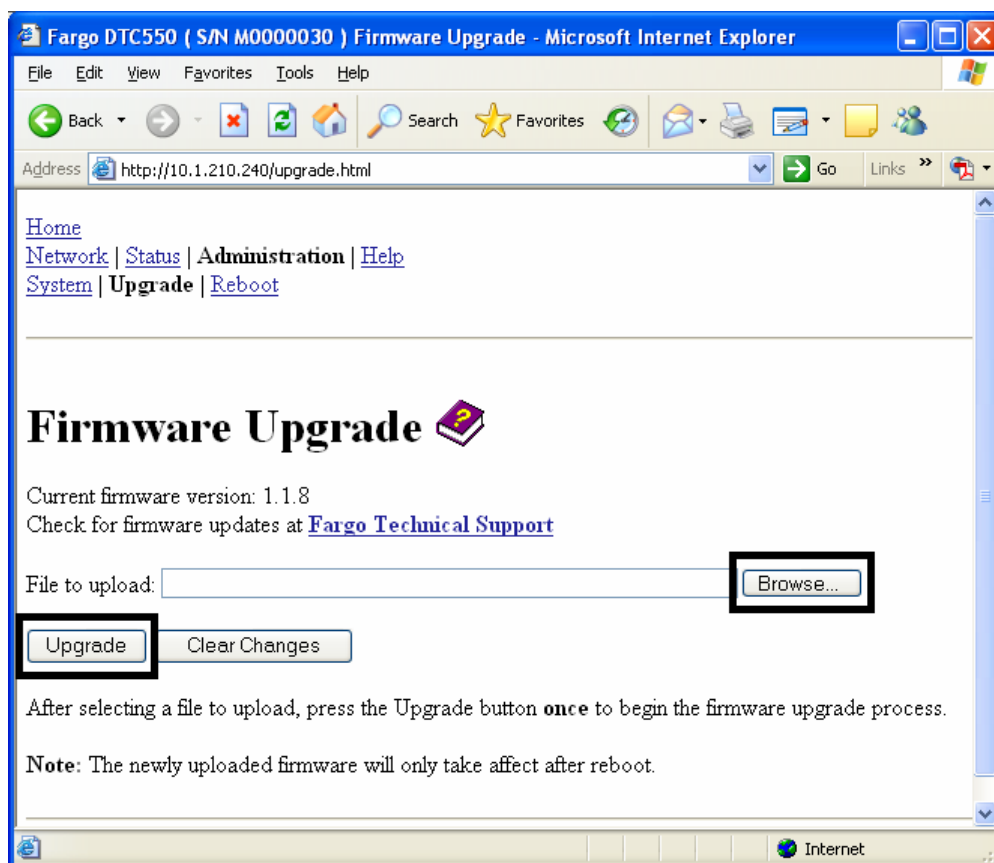 Fargo DTC550 ( S/N M0000030 ) Firmware Upgrade - Microsoft Internet Explorer
File Edit View Favorites Tools Help
Back Search Favorites
Address http://10.1.210.240/upgrade.html Go Links »
Home
Network | Status | Administration | Help
System | Upgrade | Reboot
Firmware Upgrade
Current firmware version: 1.1.8
Check for firmware updates at Fargo Technical Support
File to upload: Browse...
Upgrade Clear Changes
After selecting a file to upload, press the Upgrade button once to begin the firmware upgrade process.
Note: The newly uploaded firmware will only take affect after reboot.
Internet